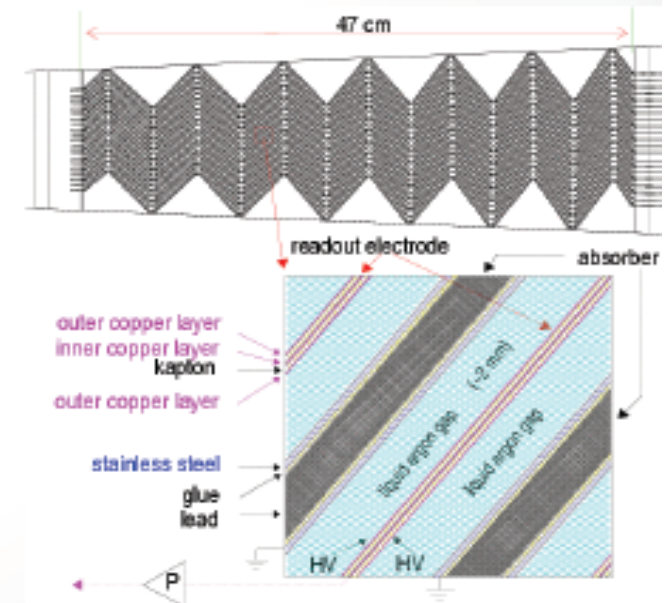 47 cm
readout electrode
absorber
outer copper layer
inner copper layer
kapton
outer copper layer
(~2 mm)
liquid argon gap
liquid argon gap
stainless steel
glue
lead
HV
HV
P